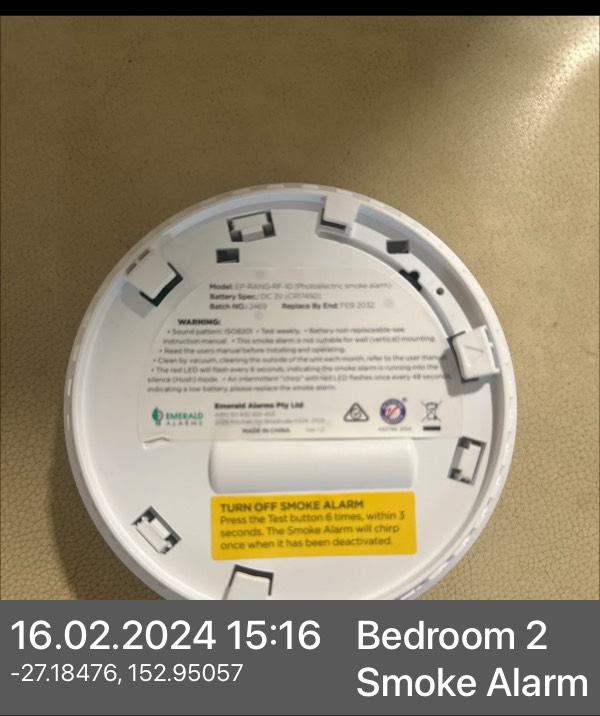 Model: EP-RANG-RF-1D (Photoelectric smoke alarm)
Battery Spec.: DC 3V (CR17450)
Batch NO.: 2469 Replace By End: FEB 2032
WARNING:
• Sound pattern: ISO8201 • Test weekly. • Battery non replaceable-see
instruction manual. • This smoke alarm is not suitable for wall (vertical) mounting.
• Read the users manual before installing and operating.
• Clean by vacuum, cleaning the outside of the unit each month, refer to the user manual.
• The red LED will flash every 8 seconds, indicating the smoke alarm is running into the
silence (Hush) mode. • An intermittent "chirp" with red LED flashes once every 48 seconds,
indicating a low battery, please replace the smoke alarm.
EMERALD
ALARMS
Emerald Alarms Pty Ltd
MADE IN CHINA
TURN OFF SMOKE ALARM
Press the Test button 6 times, within 3
seconds. The Smoke Alarm will chirp
once when it has been deactivated.
16.02.2024 15:16
-27.18476, 152.95057
Bedroom 2
Smoke Alarm